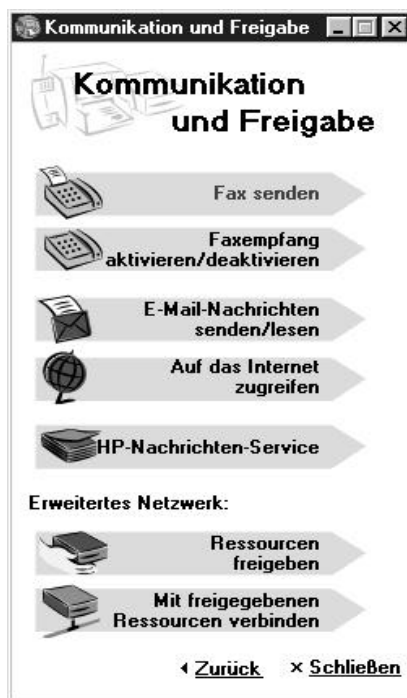 Kommunikation und Freigabe
Kommunikation
und Freigabe
Fax senden
Faxempfang
aktivieren/deaktivieren
E-Mail-Nachrichten
senden/lesen
Auf das Internet
zugreifen
HP-Nachrichten-Service
Erweitertes Netzwerk:
Ressourcen
freigeben
Mit freigegebenen
Ressourcen verbinden
Zurück × Schließen